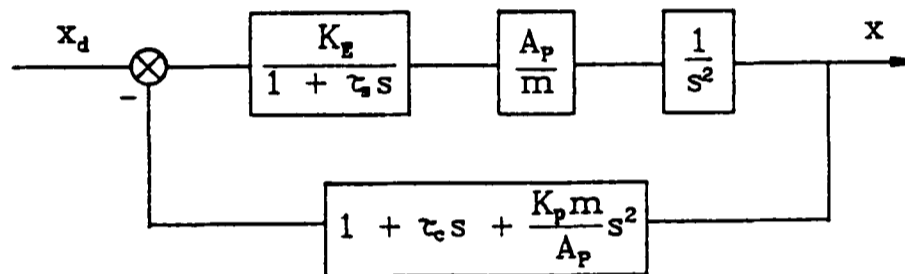 X_d
X
K_E
1 + τ_s s
A_P
m
1
s²
-
1 + τ_c s + K_p m / A_P s²